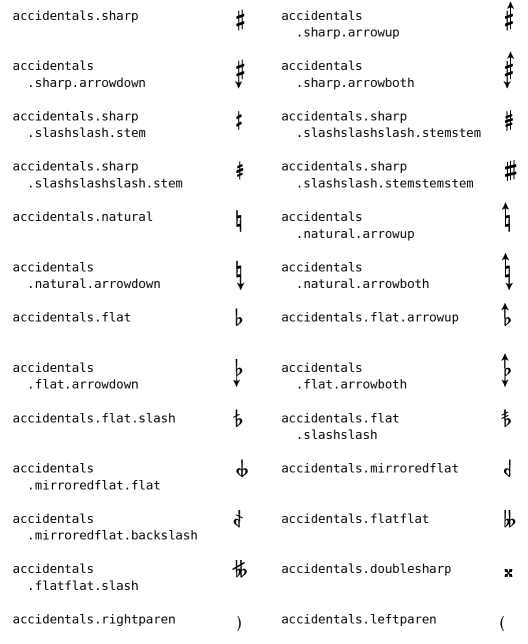 accidentals.sharp ♯ accidentals
.sharp.arrowup
accidentals accidentals
.sharp.arrowdown .sharp.arrowboth
accidentals.sharp accidentals.sharp
.slashslash.stem .slashslashslash.stemstem
accidentals.sharp accidentals.sharp
.slashslashslash.stem .slashslashslash.stemstemstem
accidentals.natural ♮ accidentals
.natural.arrowup
accidentals accidentals
.natural.arrowdown .natural.arrowboth
accidentals.flat ♭ accidentals.flat.arrowup
accidentals accidentals
.flat.arrowdown .flat.arrowboth
accidentals.flat.slash accidentals.flat
.slashslash
accidentals accidentals.mirroredflat
.mirroredflat.flat
accidentals accidentals.flatflat 𝄫
.mirroredflat.backslash
accidentals accidentals.doublesharp 𝄪
.flatflat.slash
accidentals.rightparen ) accidentals.leftparen (